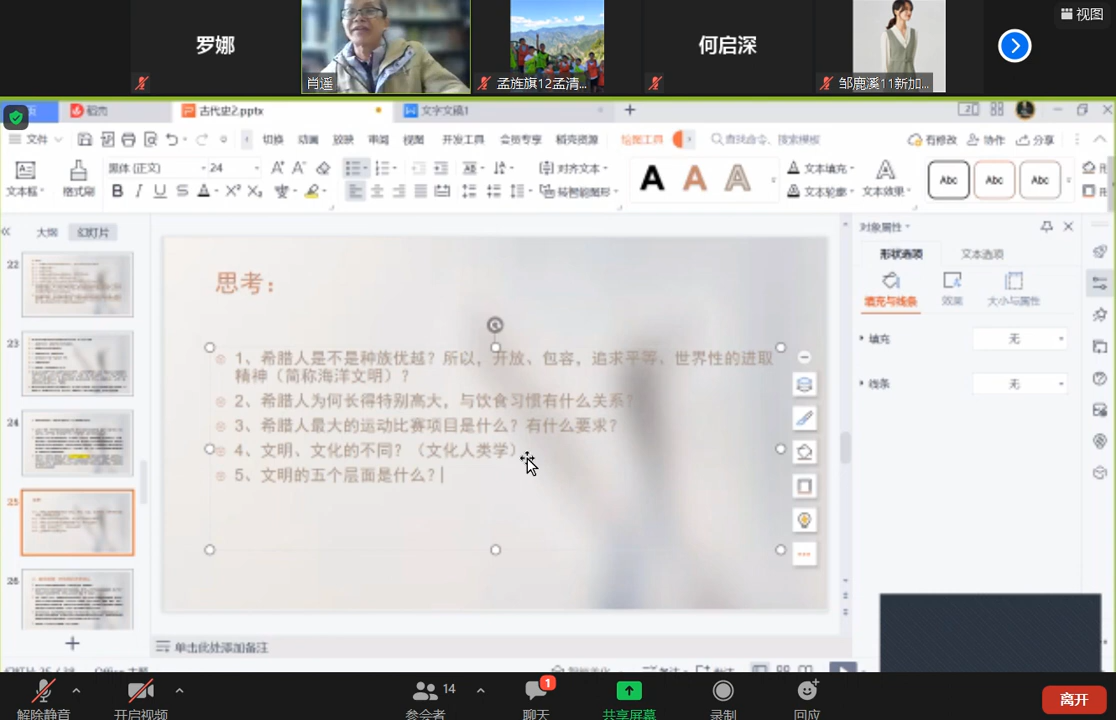 视图
罗娜
肖遥
孟旌旗12孟清...
何启深
邹鹿溪11新加...
稻壳
古代史2.pptx
文字文稿1
文件
切换
动画
放映
审阅
视图
开发工具
会员专享
稻壳资源
绘图工具
查找命令、搜索模板
有修改
协作
分享
文本框
格式刷
黑体 (正文)
24
对齐文本
文本填充
文本效果
B I U S A X² X₂
转智能图形
文本轮廓
A A A
Abc Abc Abc
大纲
幻灯片
22
23
24
25
26
思考：
1、希腊人是不是种族优越？所以，开放、包容，追求平等、世界性的进取
精神（简称海洋文明）？
2、希腊人为何长得特别高大，与饮食习惯有什么关系？
3、希腊人最大的运动比赛项目是什么？有什么要求？
4、文明、文化的不同？（文化人类学）
5、文明的五个层面是什么？
对象属性
形状选项
文本选项
填充与线条
效果
大小与属性
填充
无
线条
无
单击此处添加备注
解除静音
开启视频
14
参会者
1
聊天
共享屏幕
录制
回应
离开